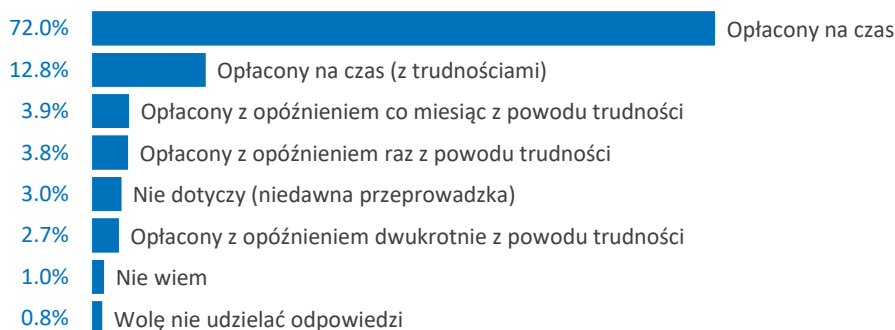 72.0% Opłacony na czas
12.8% Opłacony na czas (z trudnościami)
3.9% Opłacony z opóźnieniem co miesiąc z powodu trudności
3.8% Opłacony z opóźnieniem raz z powodu trudności
3.0% Nie dotyczy (niedawna przeprowadzka)
2.7% Opłacony z opóźnieniem dwukrotnie z powodu trudności
1.0% Nie wiem
0.8% Wolę nie udzielać odpowiedzi